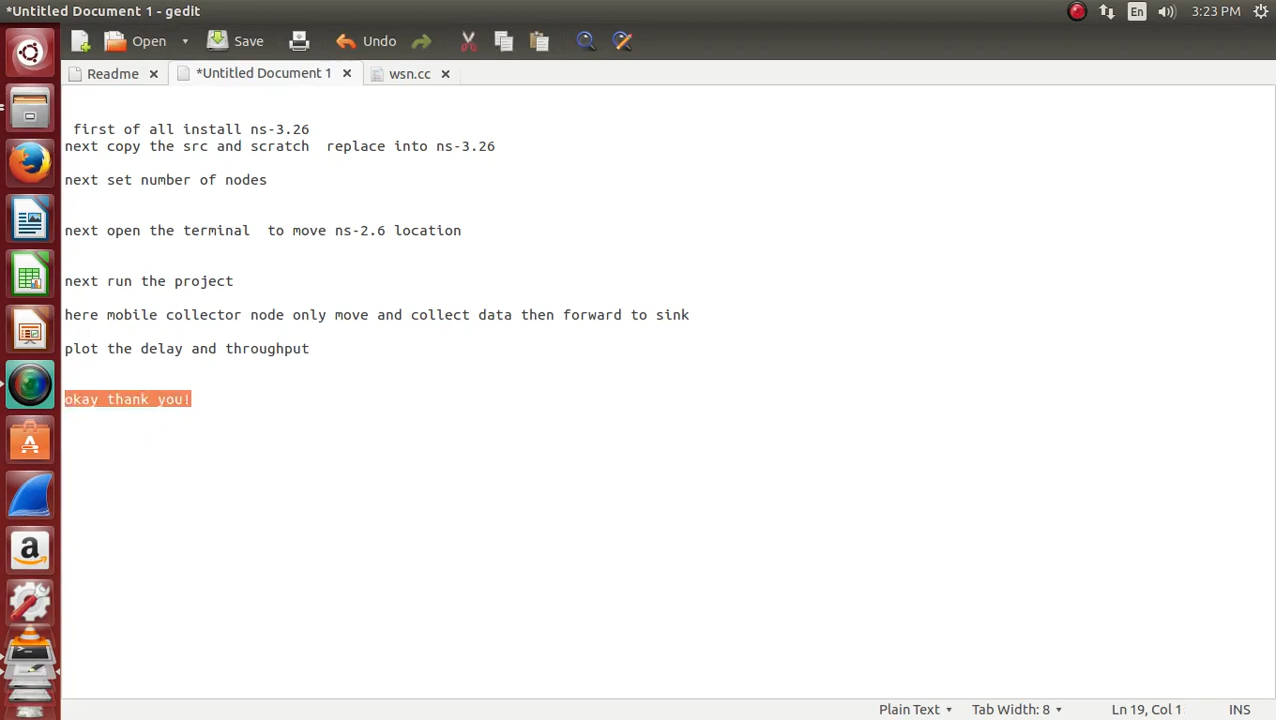 *Untitled Document 1 - gedit
En
3:23 PM
Open
Save
Undo
Readme
*Untitled Document 1
wsn.cc
first of all install ns-3.26
next copy the src and scratch  replace into ns-3.26
next set number of nodes
next open the terminal  to move ns-2.6 location
next run the project
here mobile collector node only move and collect data then forward to sink
plot the delay and throughput
okay thank you!
Plain Text
Tab Width: 8
Ln 19, Col 1
INS